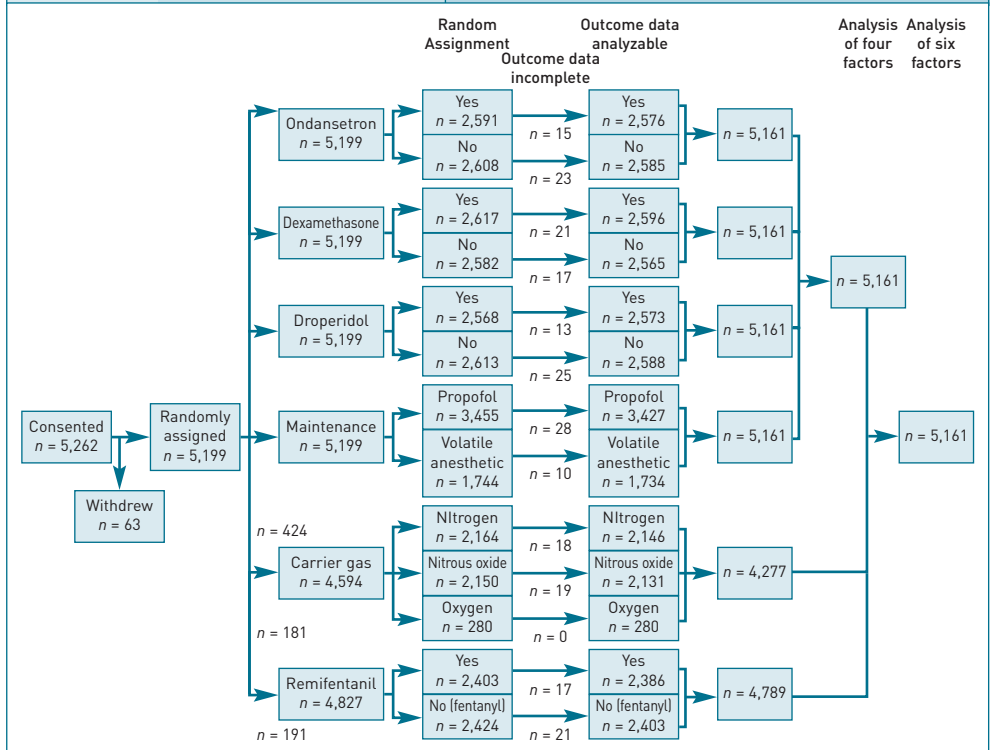 Random
Assignment
Outcome data
incomplete
Outcome data
analyzable
Analysis
of four
factors
Analysis
of six
factors
Consented
n = 5,262
Withdrew
n = 63
Randomly
assigned
n = 5,199
Ondansetron
n = 5,199
Yes
n = 2,591
n = 15
Yes
n = 2,576
No
n = 2,608
n = 23
No
n = 2,585
n = 5,161
Dexamethasone
n = 5,199
Yes
n = 2,617
n = 21
Yes
n = 2,596
No
n = 2,582
n = 17
No
n = 2,565
n = 5,161
Droperidol
n = 5,199
Yes
n = 2,568
n = 13
Yes
n = 2,573
No
n = 2,613
n = 25
No
n = 2,588
n = 5,161
Maintenance
n = 5,199
Propofol
n = 3,455
n = 28
Propofol
n = 3,427
Volatile
anesthetic
n = 1,744
n = 10
Volatile
anesthetic
n = 1,734
n = 5,161
n = 5,161
n = 5,161
n = 424
Carrier gas
n = 4,594
n = 181
NItrogen
n = 2,164
n = 18
NItrogen
n = 2,146
Nitrous oxide
n = 2,150
n = 19
Nitrous oxide
n = 2,131
Oxygen
n = 280
n = 0
Oxygen
n = 280
n = 4,277
Remifentanil
n = 4,827
n = 191
Yes
n = 2,403
n = 17
Yes
n = 2,386
No (fentanyl)
n = 2,424
n = 21
No (fentanyl)
n = 2,403
n = 4,789